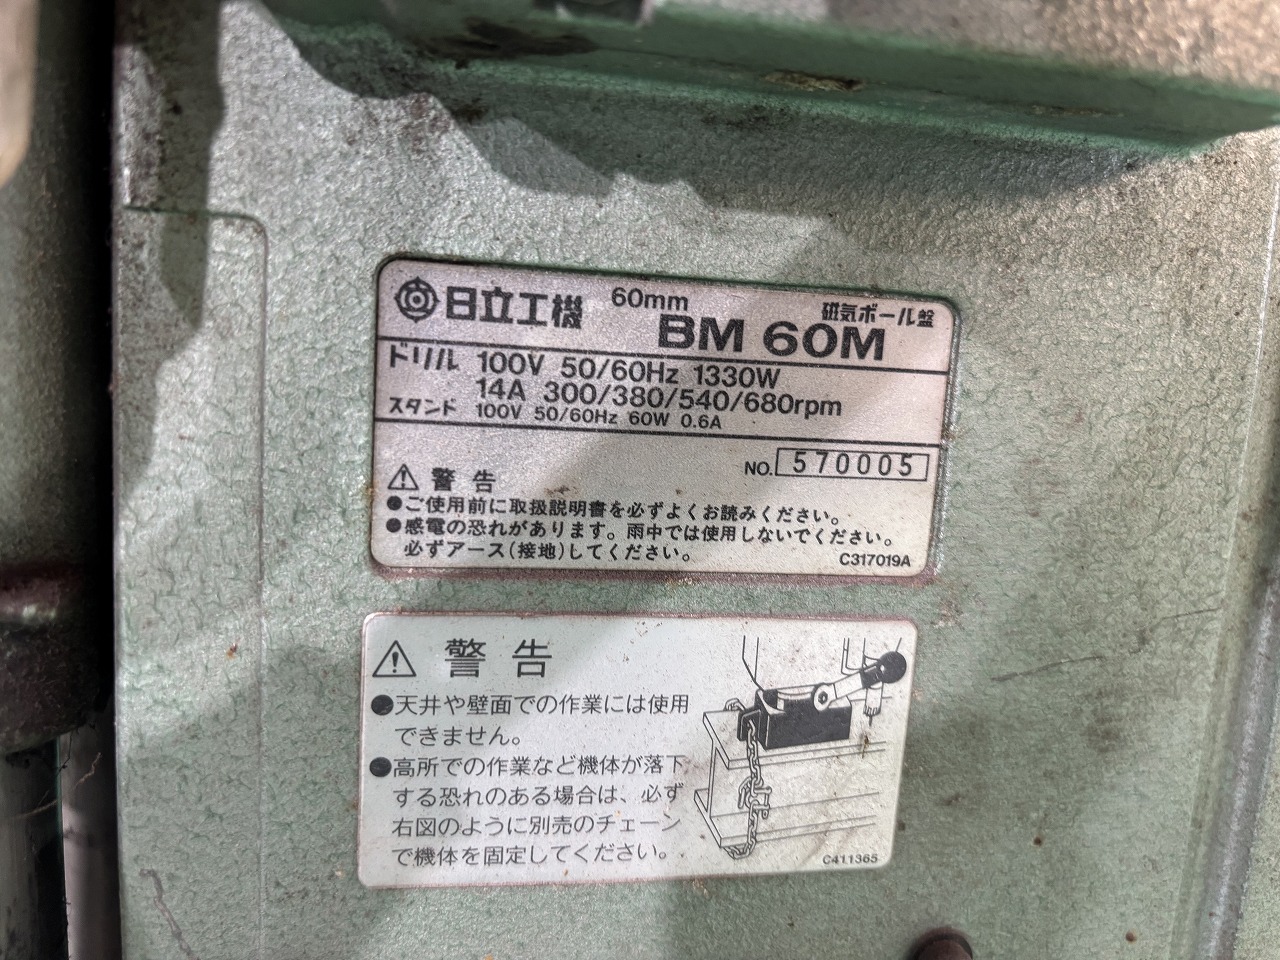 日立工機 60mm 磁気ボール盤
BM 60M
ドリル 100V 50/60Hz 1330W
14A 300/380/540/680rpm
スタンド 100V 50/60Hz 60W 0.6A
NO. 570005
⚠ 警告
●ご使用前に取扱説明書を必ずよくお読みください。
●感電の恐れがあります。雨中では使用しないでください。
必ずアース(接地)してください。
C317019A
⚠ 警告
●天井や壁面での作業には使用
できません。
●高所での作業など機体が落下
する恐れのある場合は、必ず
右図のように別売のチェーン
で機体を固定してください。
C411365